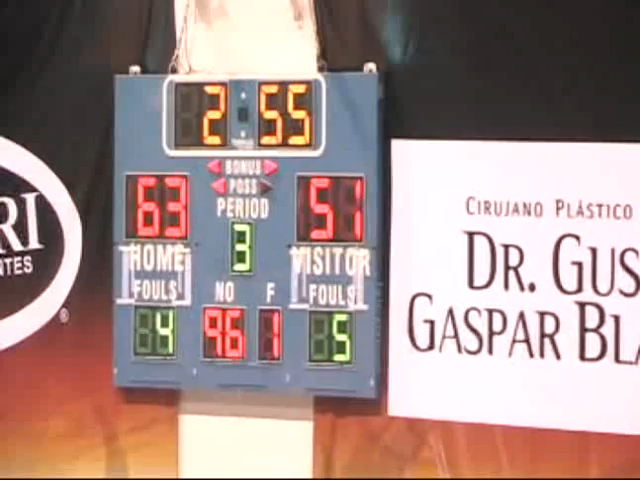 2 55
BONUS
POSS
63 PERIOD 51
HOME 3 VISITOR
FOULS NO F FOULS
4 96 1 5
RI
NTES
®
CIRUJANO PLÁSTICO
DR. GUS
GASPAR BLA